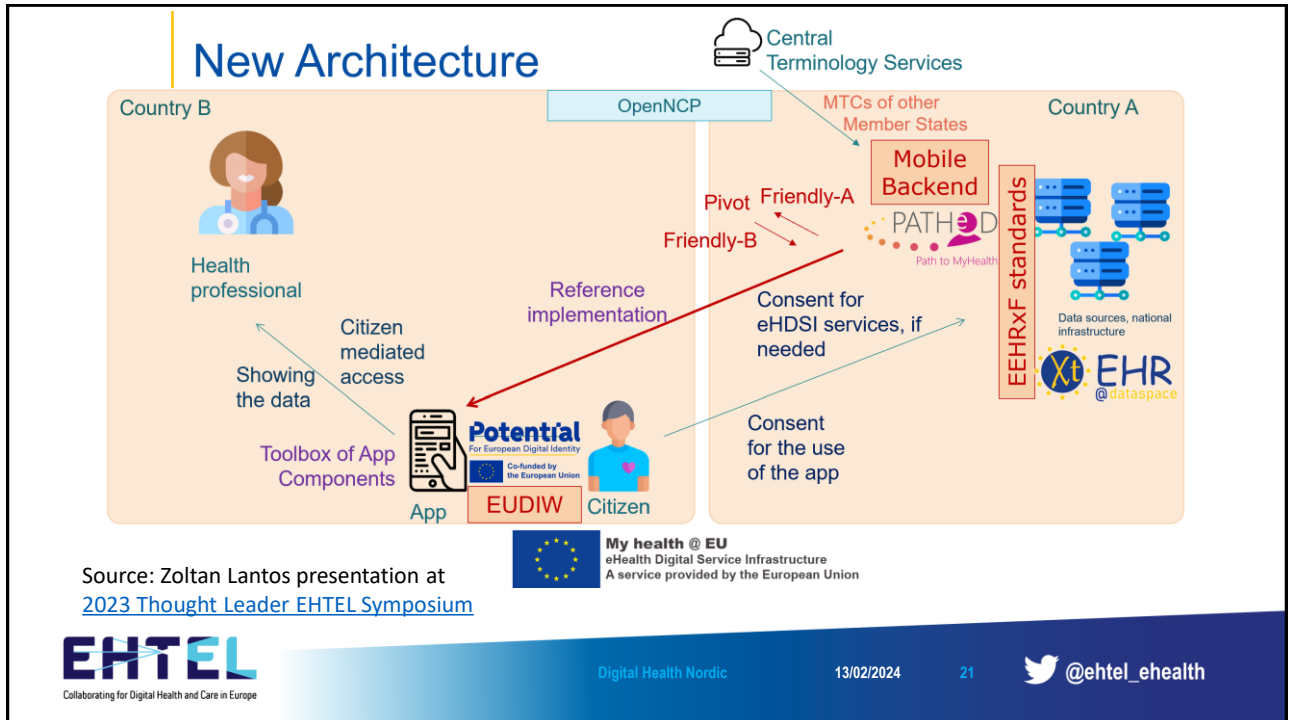 New Architecture
Central
Terminology Services
Country B
OpenNCP
MTCs of other
Member States
Country A
Mobile
Backend
Pivot
Friendly-A
Friendly-B
PATHeD
Path to MyHealth
EEHRxF standards
Health
professional
Reference
implementation
Consent for
eHDSI services, if
needed
Data sources, national
infrastructure
Xt EHR
@dataspace
Citizen
mediated
access
Showing
the data
Consent
for the use
of the app
Toolbox of App
Components
Potential
For European Digital Identity
Co-funded by
the European Union
App
EUDIW
Citizen
My health @ EU
eHealth Digital Service Infrastructure
A service provided by the European Union
Source: Zoltan Lantos presentation at
2023 Thought Leader EHTEL Symposium
EHTEL
Collaborating for Digital Health and Care in Europe
Digital Health Nordic
13/02/2024
21
@ehtel_ehealth